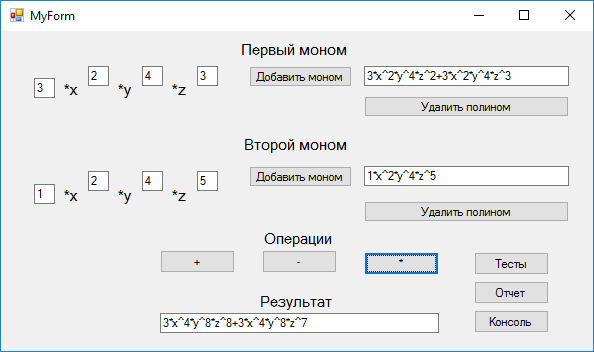 MyForm
Первый моном
3 *x 2 *y 4 *z 3 Добавить моном 3*x^2*y^4*z^2+3*x^2*y^4*z^3
Удалить полином
Второй моном
1 *x 2 *y 4 *z 5 Добавить моном 1*x^2*y^4*z^5
Удалить полином
Операции
+ - * Тесты
Отчет
Результат
3*x^4*y^8*z^8+3*x^4*y^8*z^7 Консоль